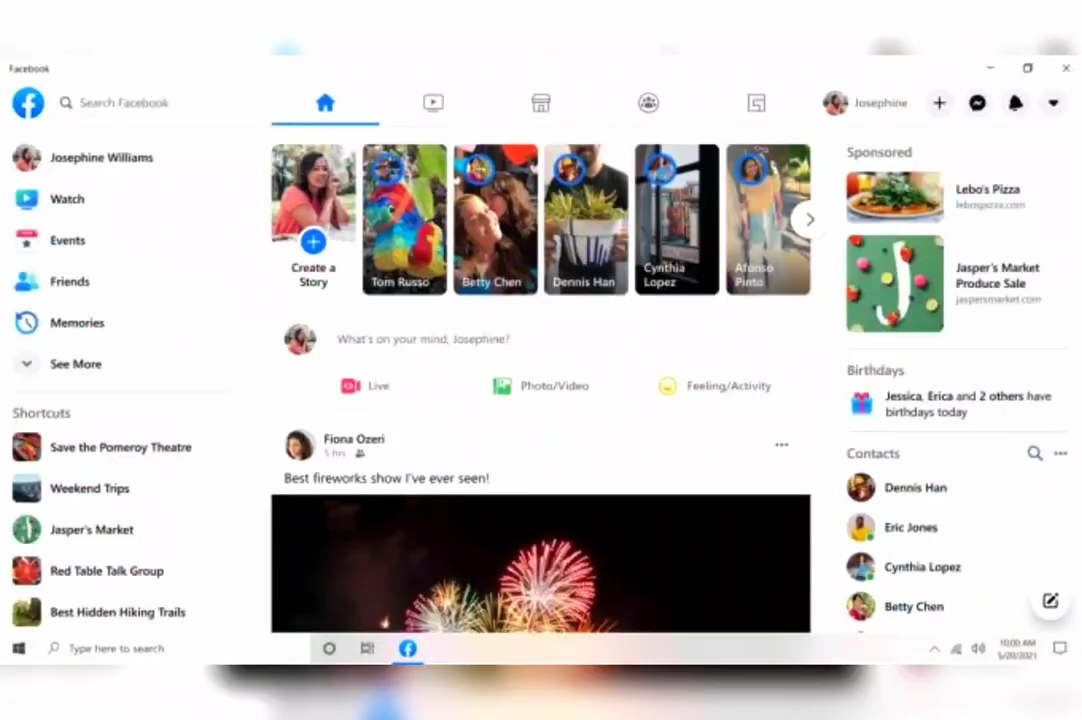 Facebook
Search Facebook
Josephine
Josephine Williams
Watch
Events
Friends
Memories
See More
Shortcuts
Save the Pomeroy Theatre
Weekend Trips
Jasper's Market
Red Table Talk Group
Best Hidden Hiking Trails
Create a
Story
Tom Russo
Betty Chen
Dennis Han
Cynthia
Lopez
Afonso
Pinto
What's on your mind, Josephine?
Live
Photo/Video
Feeling/Activity
Fiona Ozeri
5 hrs
Best fireworks show I've ever seen!
Sponsored
Lebo's Pizza
lebospizza.com
Jasper's Market
Produce Sale
jaspersmarket.com
Birthdays
Jessica, Erica and 2 others have
birthdays today
Contacts
Dennis Han
Eric Jones
Cynthia Lopez
Betty Chen
Type here to search
10:00 AM
5/20/2021